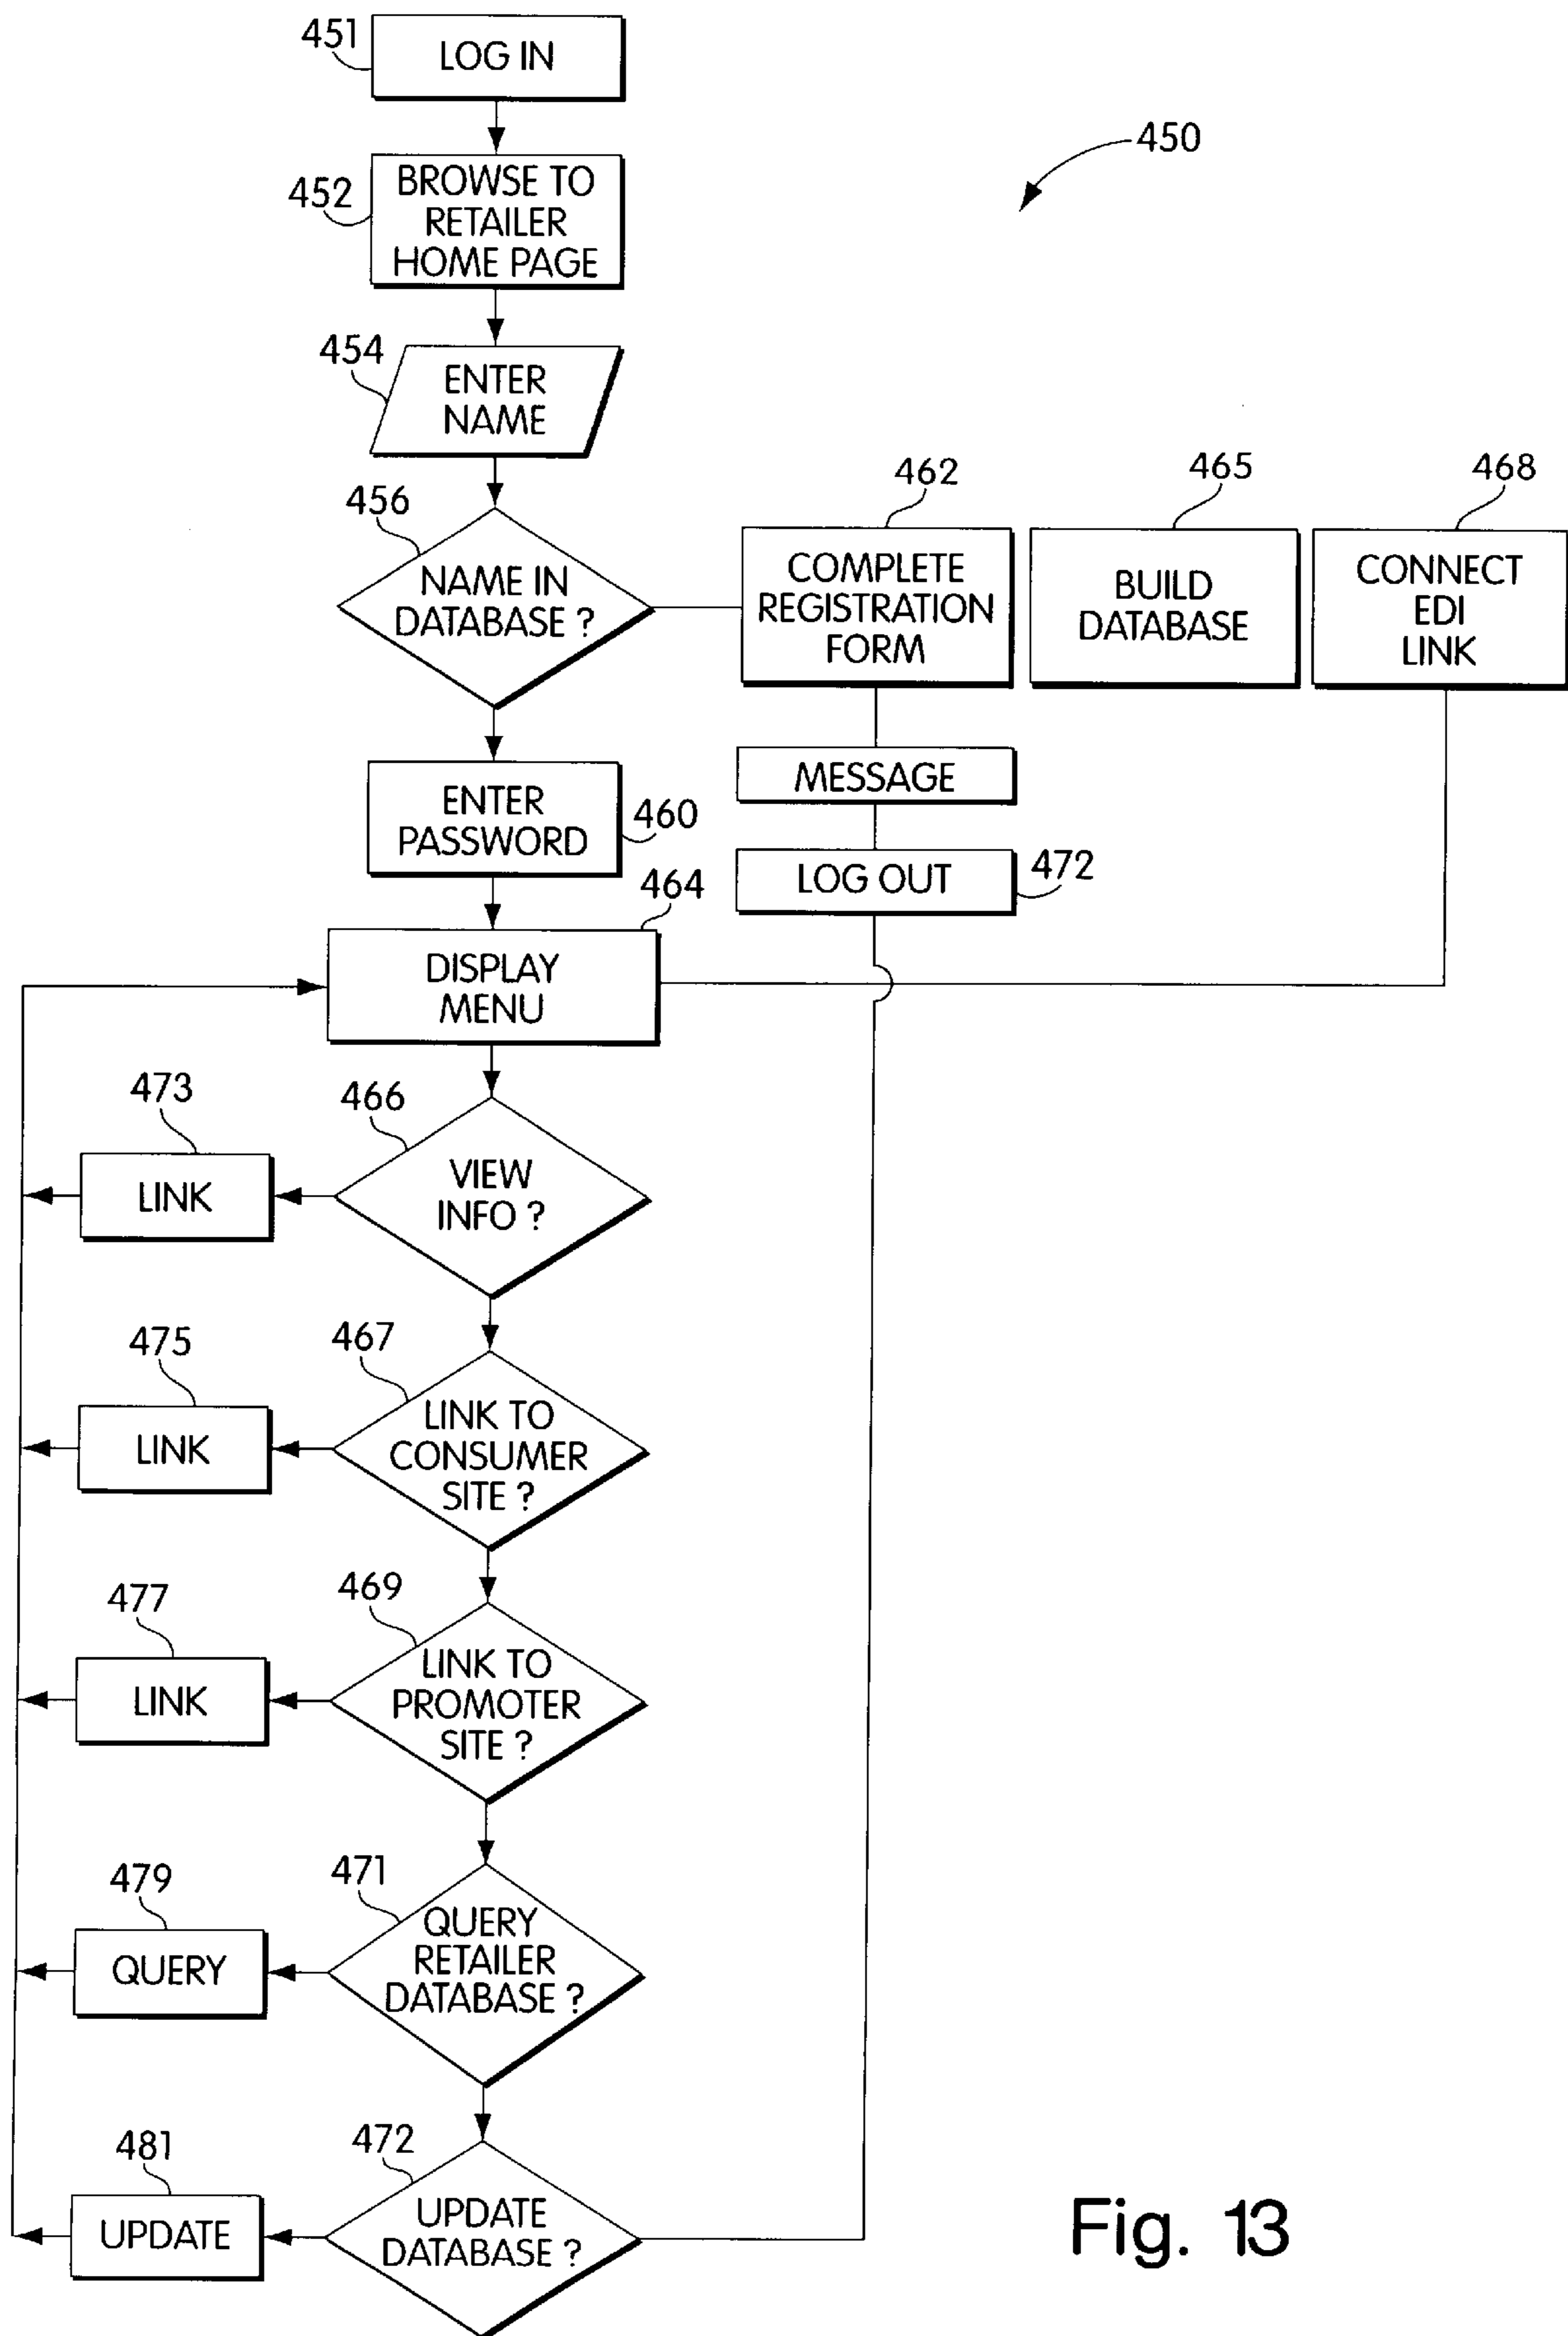 451
LOG IN
450
452
BROWSE TO
RETAILER
HOME PAGE
454
ENTER
NAME
456
NAME IN
DATABASE ?
462
COMPLETE
REGISTRATION
FORM
465
BUILD
DATABASE
468
CONNECT
EDI
LINK
MESSAGE
ENTER
PASSWORD
460
LOG OUT
472
464
DISPLAY
MENU
473
LINK
466
VIEW
INFO ?
475
LINK
467
LINK TO
CONSUMER
SITE ?
477
LINK
469
LINK TO
PROMOTER
SITE ?
479
QUERY
471
QUERY
RETAILER
DATABASE ?
481
UPDATE
472
UPDATE
DATABASE ?
Fig. 13